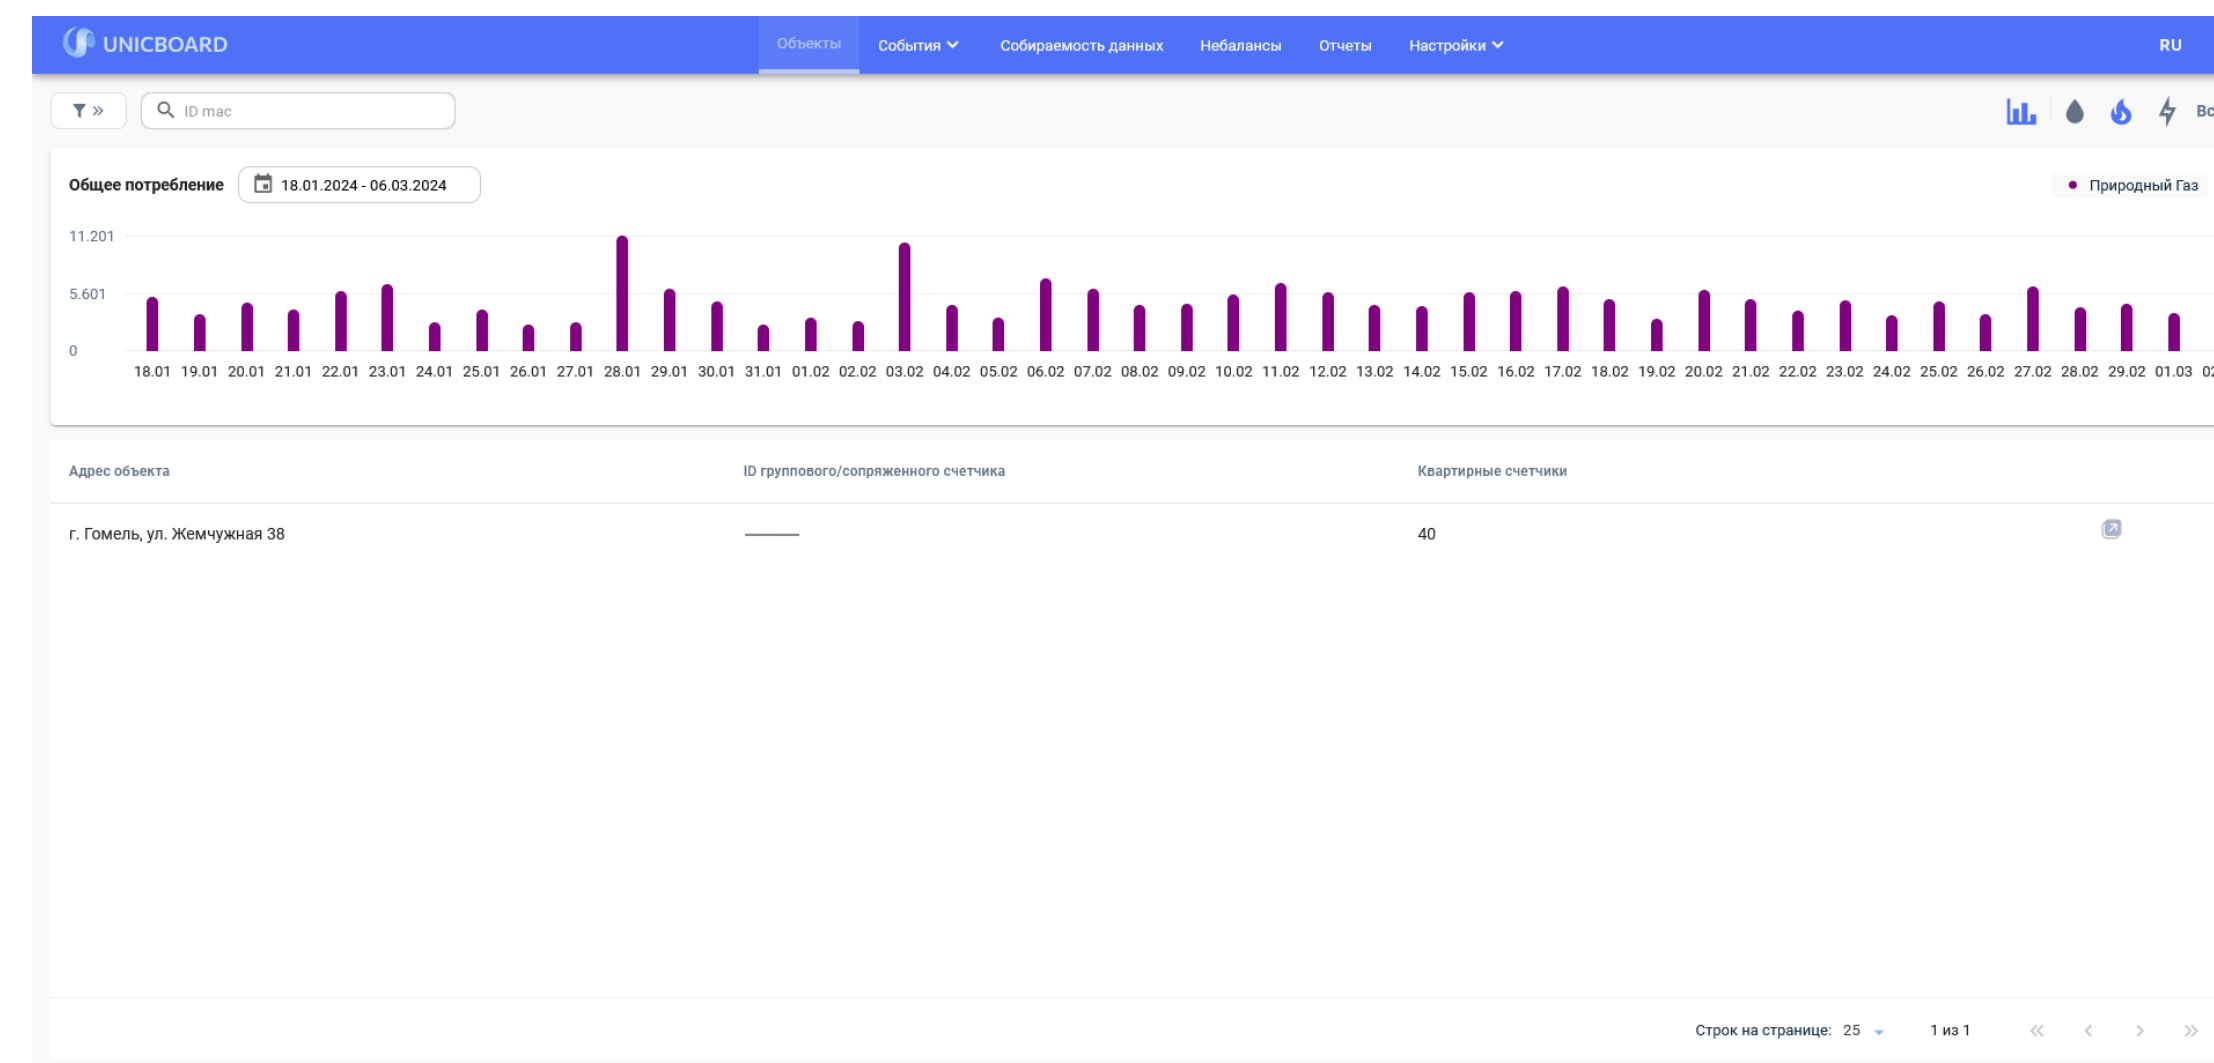 UNICBOARD Объекты События Собираемость данных Небалансы Отчеты Настройки RU
ID mac
Общее потребление 18.01.2024 - 06.03.2024 Природный Газ
11.201
5.601
0
18.01 19.01 20.01 21.01 22.01 23.01 24.01 25.01 26.01 27.01 28.01 29.01 30.01 31.01 01.02 02.02 03.02 04.02 05.02 06.02 07.02 08.02 09.02 10.02 11.02 12.02 13.02 14.02 15.02 16.02 17.02 18.02 19.02 20.02 21.02 22.02 23.02 24.02 25.02 26.02 27.02 28.02 29.02 01.03
Адрес объекта ID группового/сопряженного счетчика Квартирные счетчики
г. Гомель, ул. Жемчужная 38 40
Строк на странице: 25 1 из 1